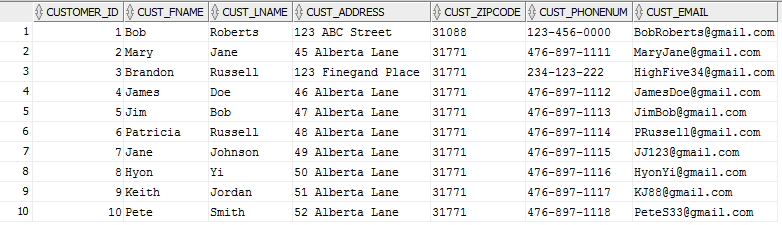 CUSTOMER_ID CUST_FNAME CUST_LNAME CUST_ADDRESS CUST_ZIPCODE CUST_PHONENUM CUST_EMAIL
1 1 Bob Roberts 123 ABC Street 31088 123-456-0000 BobRoberts@gmail.com
2 2 Mary Jane 45 Alberta Lane 31771 476-897-1111 MaryJane@gmail.com
3 3 Brandon Russell 123 Finegand Place 31771 234-123-222 HighFive34@gmail.com
4 4 James Doe 46 Alberta Lane 31771 476-897-1112 JamesDoe@gmail.com
5 5 Jim Bob 47 Alberta Lane 31771 476-897-1113 JimBob@gmail.com
6 6 Patricia Russell 48 Alberta Lane 31771 476-897-1114 PRussell@gmail.com
7 7 Jane Johnson 49 Alberta Lane 31771 476-897-1115 JJ123@gmail.com
8 8 Hyon Yi 50 Alberta Lane 31771 476-897-1116 HyonYi@gmail.com
9 9 Keith Jordan 51 Alberta Lane 31771 476-897-1117 KJ88@gmail.com
10 10 Pete Smith 52 Alberta Lane 31771 476-897-1118 PeteS33@gmail.com